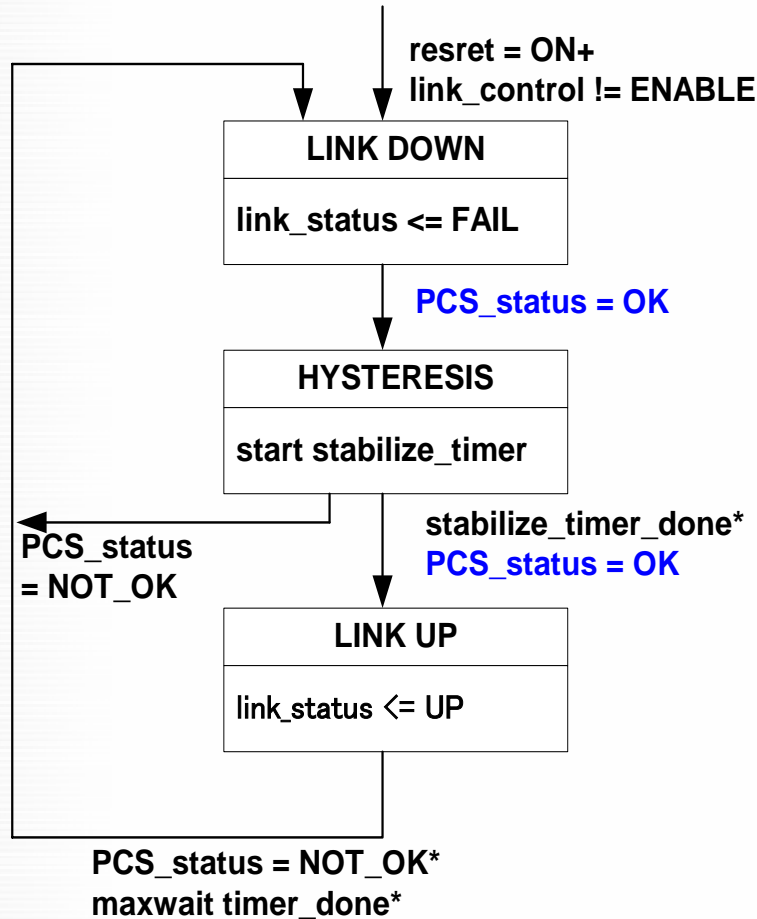 resret = ON+
link_control != ENABLE
LINK DOWN
link_status <= FAIL
PCS_status = OK
HYSTERESIS
start stabilize_timer
stabilize_timer_done*
PCS_status = OK
PCS_status
= NOT_OK
LINK UP
link_status <= UP
PCS_status = NOT_OK*
maxwait timer_done*